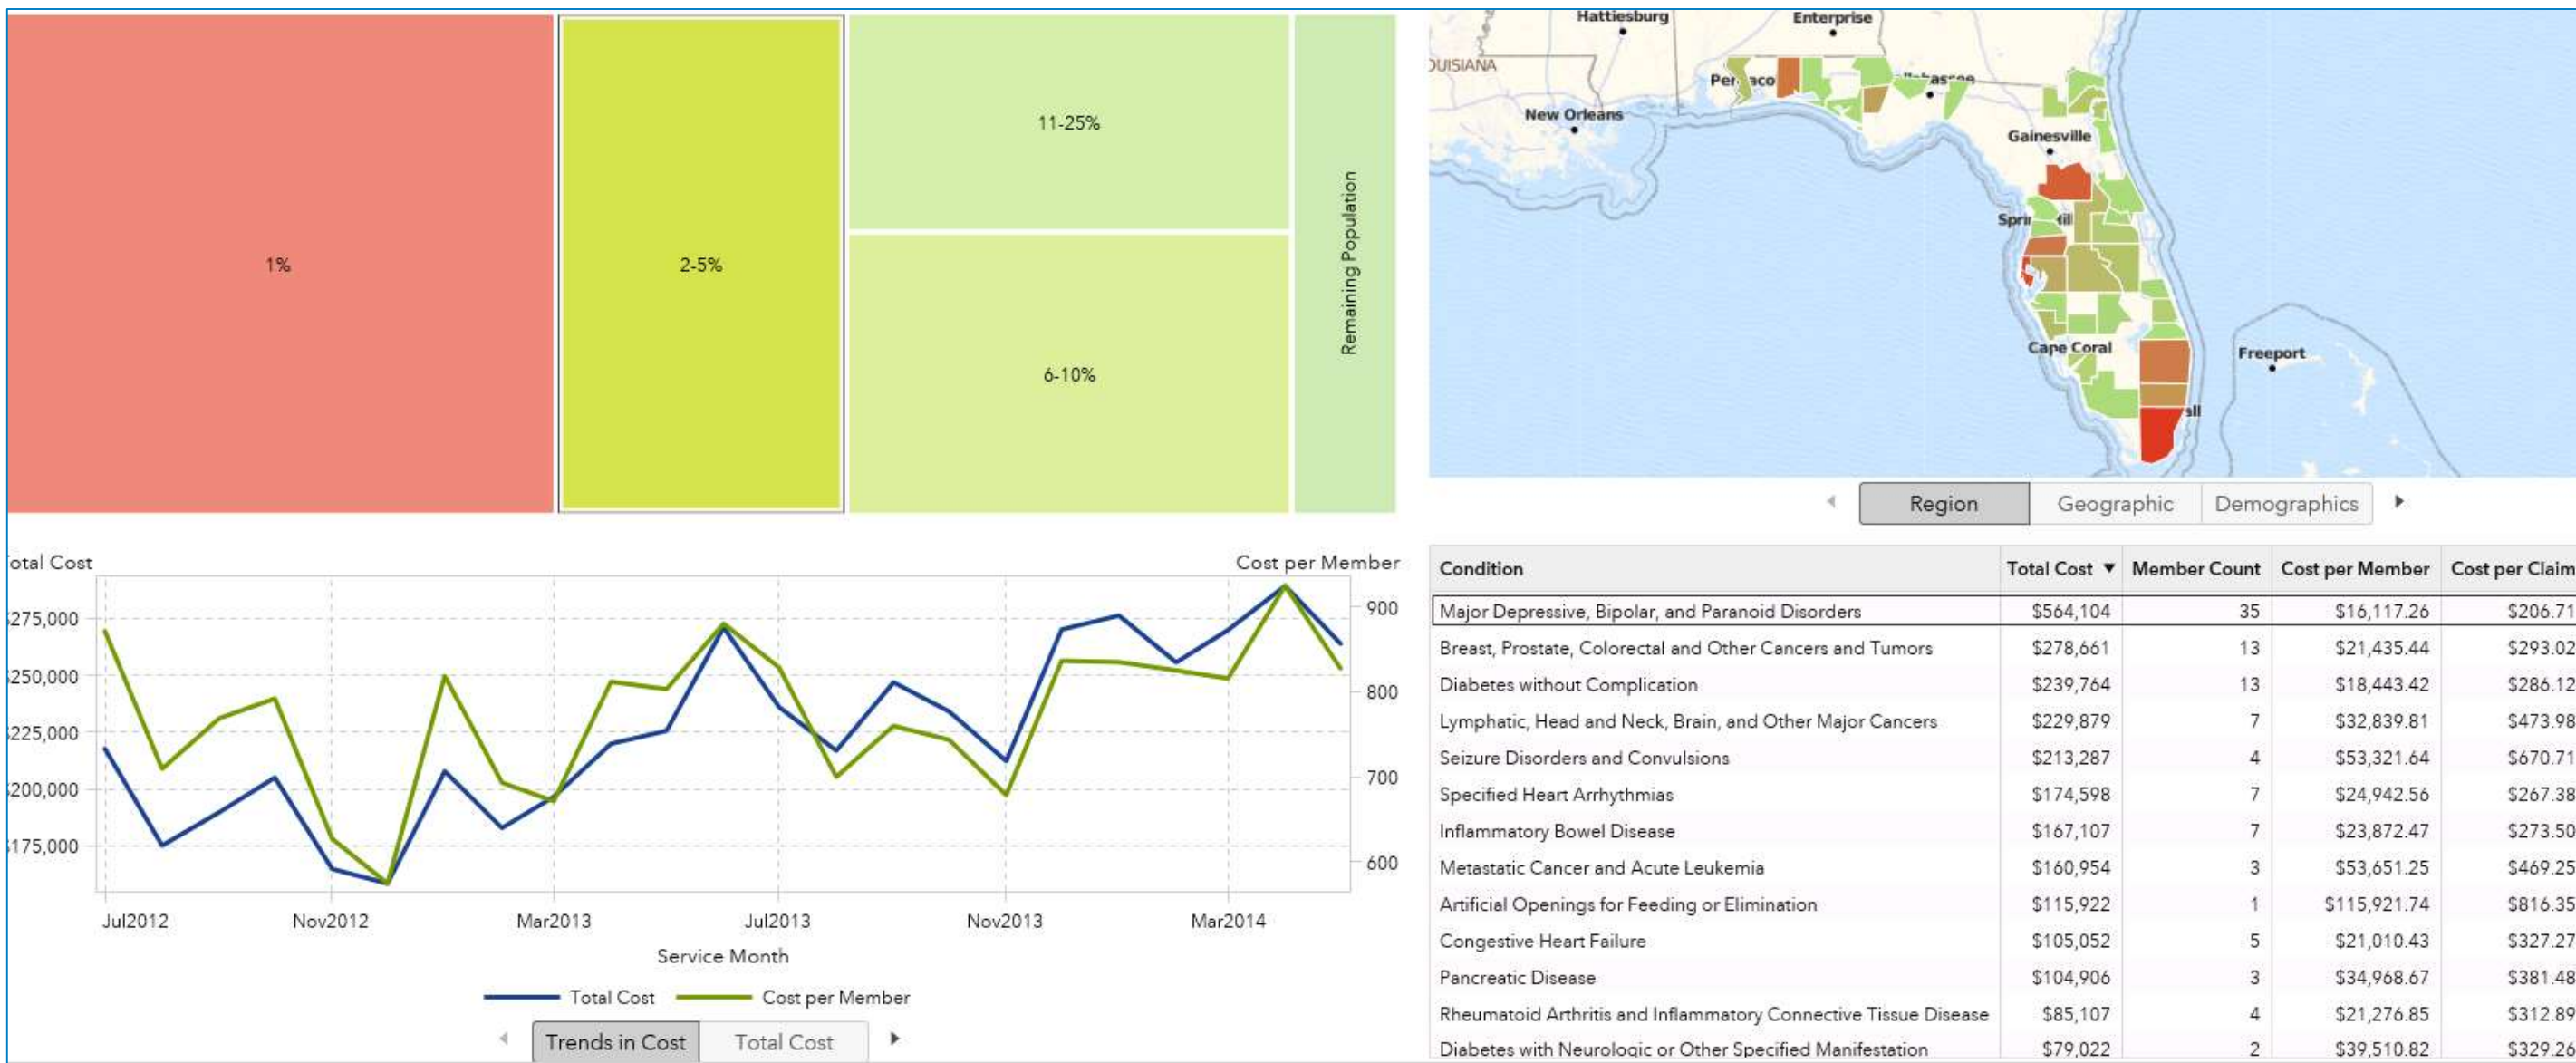 1%
2-5%
11-25%
6-10%
Remaining Population
Hattiesburg
Enterprise
New Orleans
Gainesville
Cape Coral
Freeport
Region Geographic Demographics
Cost per Member
275,000
250,000
225,000
200,000
175,000
900
800
700
600
Jul2012 Nov2012 Mar2013 Jul2013 Nov2013 Mar2014
Service Month
Total Cost Cost per Member
Trends in Cost Total Cost
Condition Total Cost ▼ Member Count Cost per Member Cost per Claim
Major Depressive, Bipolar, and Paranoid Disorders $564,104 35 $16,117.26 $206.71
Breast, Prostate, Colorectal and Other Cancers and Tumors $278,661 13 $21,435.44 $293.02
Diabetes without Complication $239,764 13 $18,443.42 $286.12
Lymphatic, Head and Neck, Brain, and Other Major Cancers $229,879 7 $32,839.81 $473.98
Seizure Disorders and Convulsions $213,287 4 $53,321.64 $670.71
Specified Heart Arrhythmias $174,598 7 $24,942.56 $267.38
Inflammatory Bowel Disease $167,107 7 $23,872.47 $273.50
Metastatic Cancer and Acute Leukemia $160,954 3 $53,651.25 $469.25
Artificial Openings for Feeding or Elimination $115,922 1 $115,921.74 $816.35
Congestive Heart Failure $105,052 5 $21,010.43 $327.27
Pancreatic Disease $104,906 3 $34,968.67 $381.48
Rheumatoid Arthritis and Inflammatory Connective Tissue Disease $85,107 4 $21,276.85 $312.89
Diabetes with Neurologic or Other Specified Manifestation $79,022 2 $39,510.82 $329.26